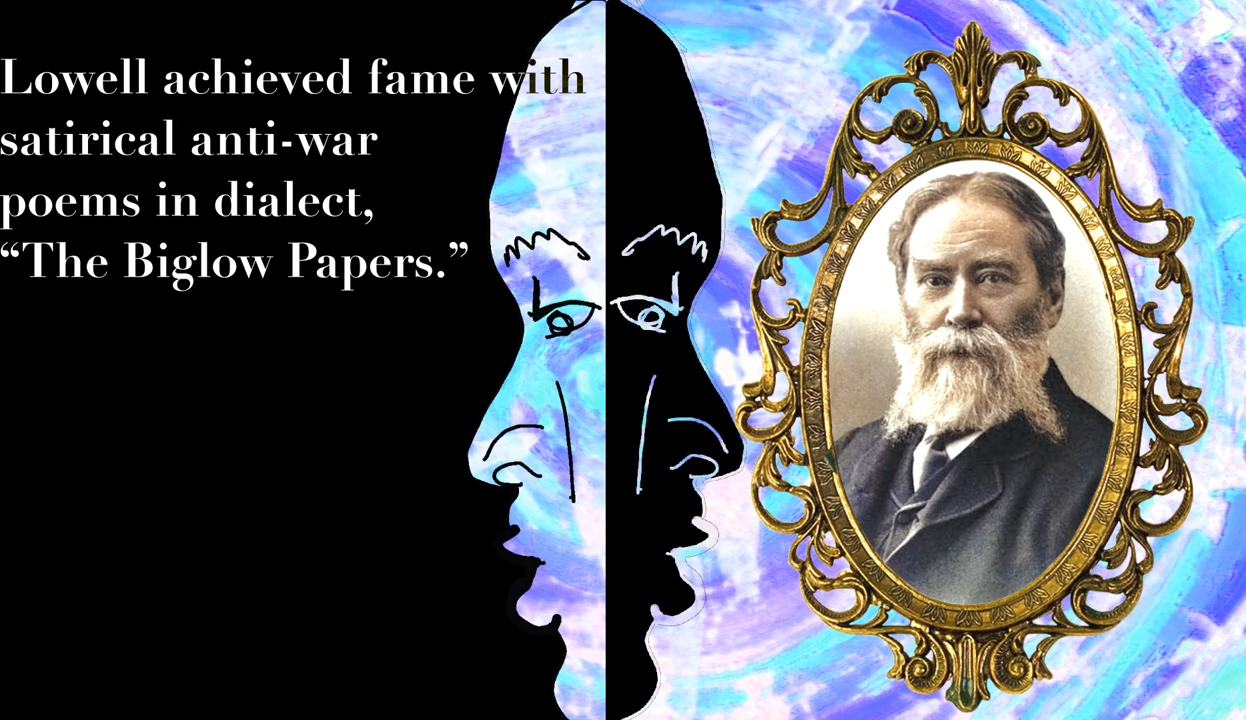 Lowell achieved fame with
satirical anti-war
poems in dialect,
“The Biglow Papers.”